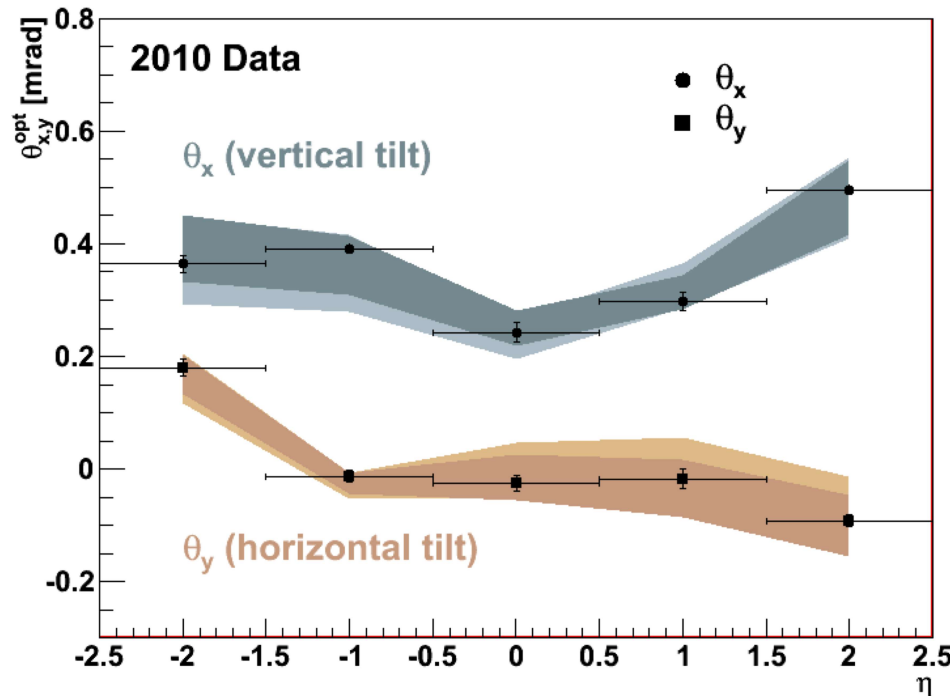 2010 Data
θx
θy
θx (vertical tilt)
θy (horizontal tilt)
θx,y^opt [mrad]
0.8
0.6
0.4
0.2
0
-0.2
-2.5 -2 -1.5 -1 -0.5 0 0.5 1 1.5 2 2.5
η